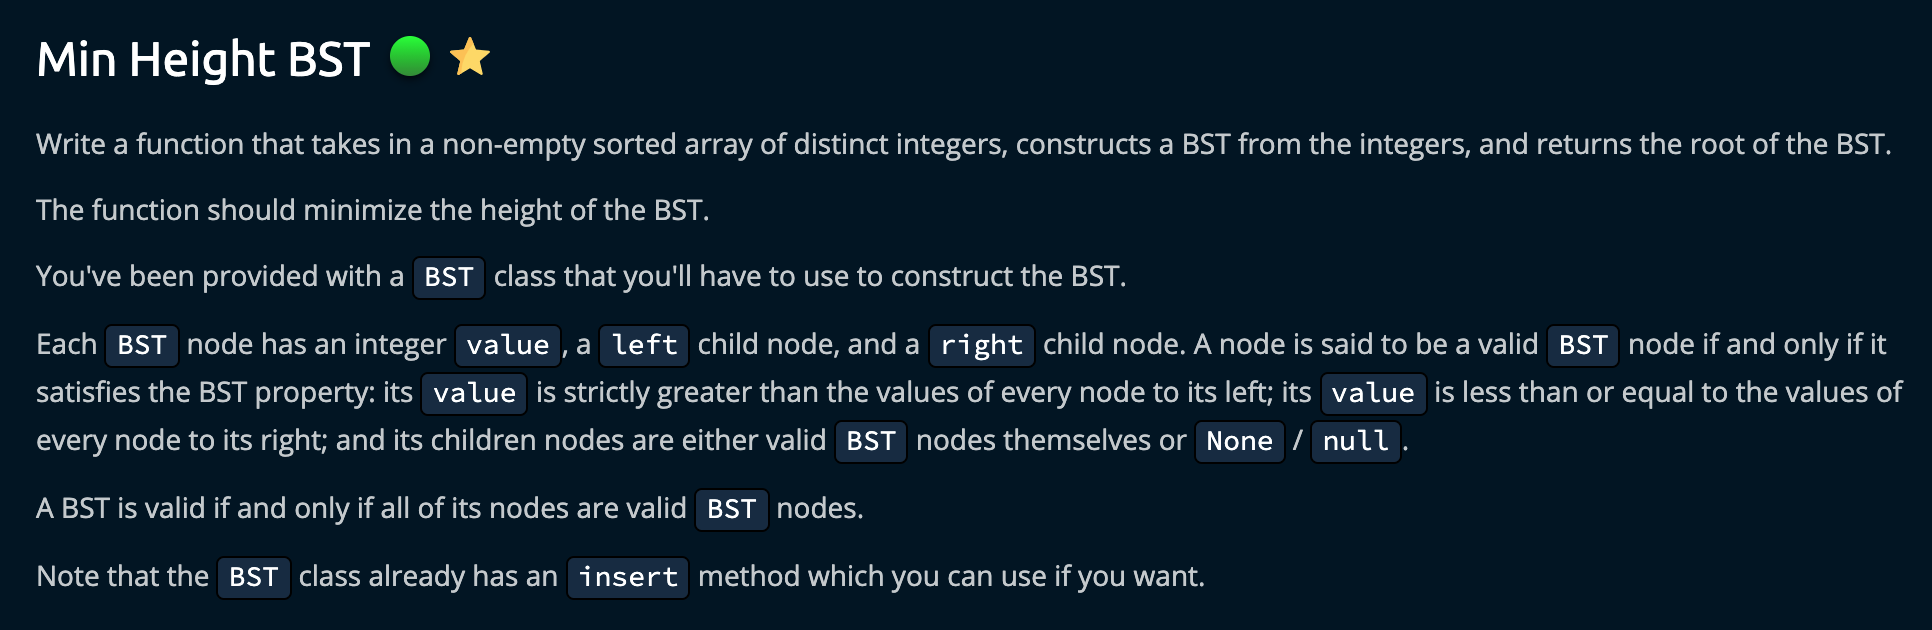 Min Height BST
Write a function that takes in a non-empty sorted array of distinct integers, constructs a BST from the integers, and returns the root of the BST.
The function should minimize the height of the BST.
You've been provided with a BST class that you'll have to use to construct the BST.
Each BST node has an integer value, a left child node, and a right child node. A node is said to be a valid BST node if and only if it
satisfies the BST property: its value is strictly greater than the values of every node to its left; its value is less than or equal to the values of
every node to its right; and its children nodes are either valid BST nodes themselves or None / null.
A BST is valid if and only if all of its nodes are valid BST nodes.
Note that the BST class already has an insert method which you can use if you want.